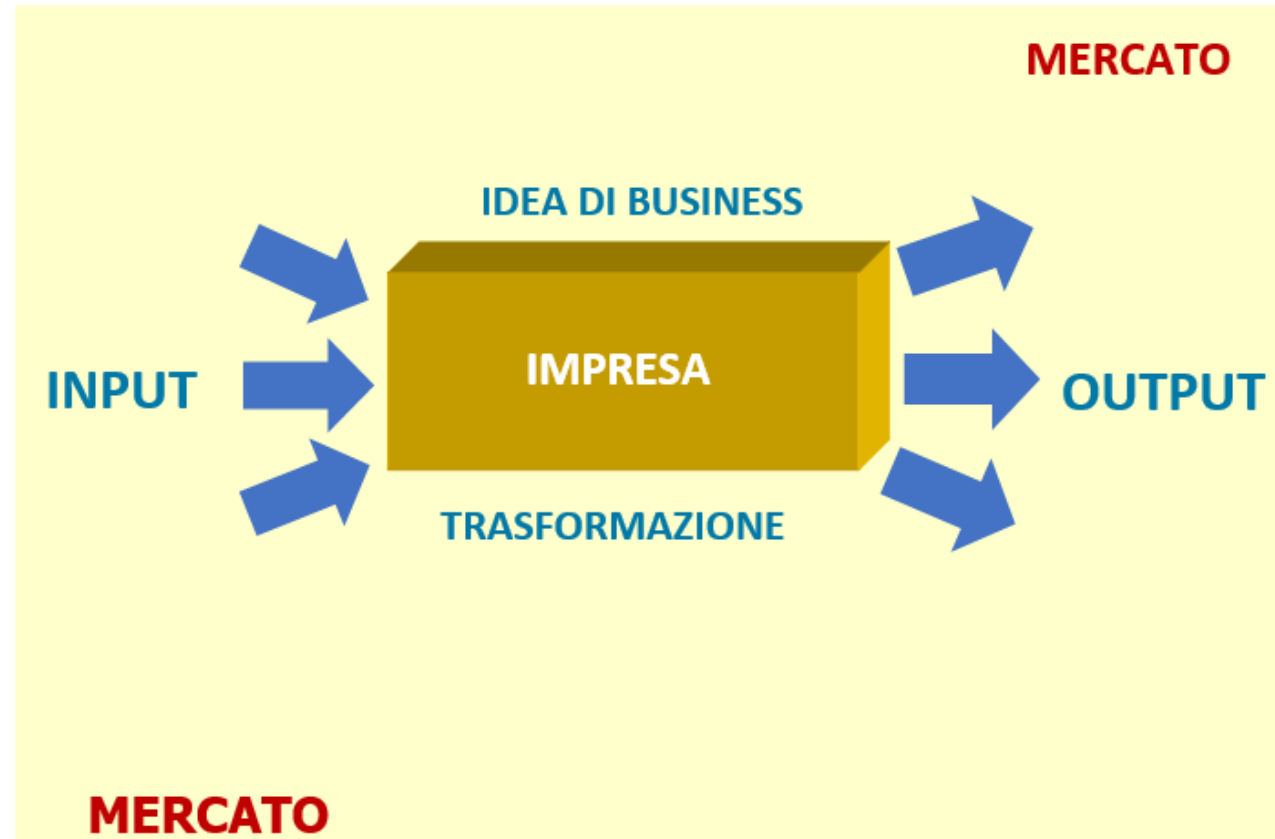 MERCATO
IDEA DI BUSINESS
IMPRESA
INPUT
OUTPUT
TRASFORMAZIONE
MERCATO